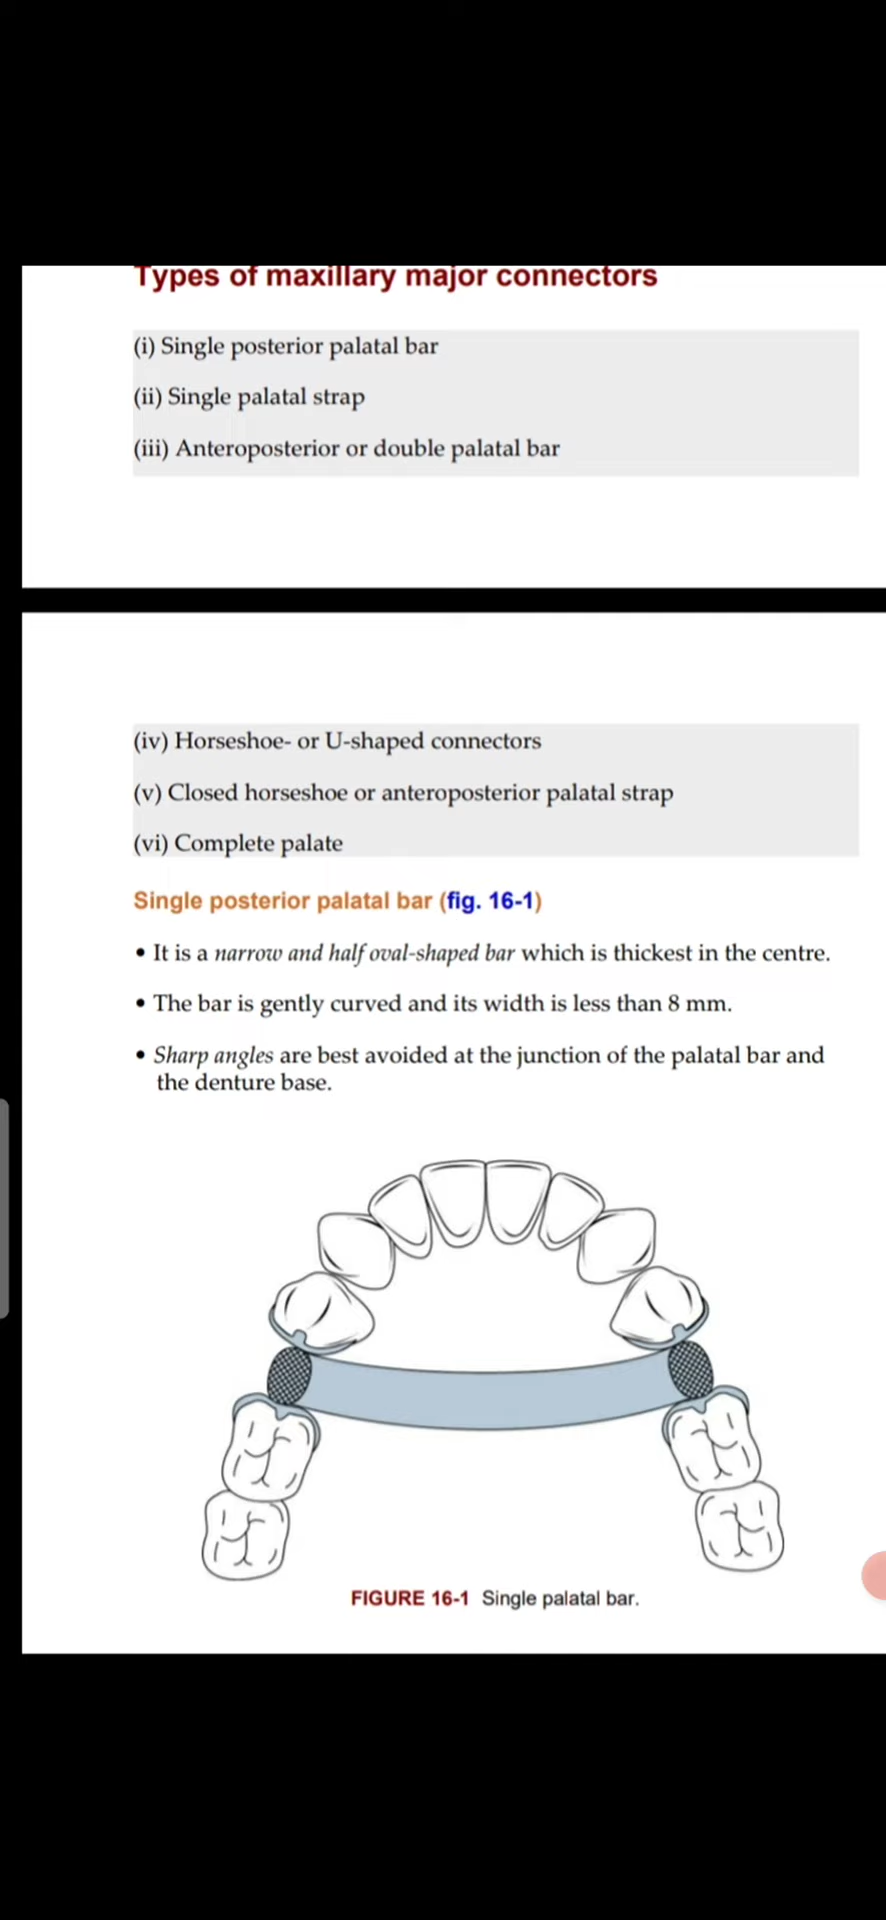 Types of maxillary major connectors
(i) Single posterior palatal bar
(ii) Single palatal strap
(iii) Anteroposterior or double palatal bar
(iv) Horseshoe- or U-shaped connectors
(v) Closed horseshoe or anteroposterior palatal strap
(vi) Complete palate
Single posterior palatal bar (fig. 16-1)
• It is a narrow and half oval-shaped bar which is thickest in the centre.
• The bar is gently curved and its width is less than 8 mm.
• Sharp angles are best avoided at the junction of the palatal bar and
the denture base.
FIGURE 16-1 Single palatal bar.